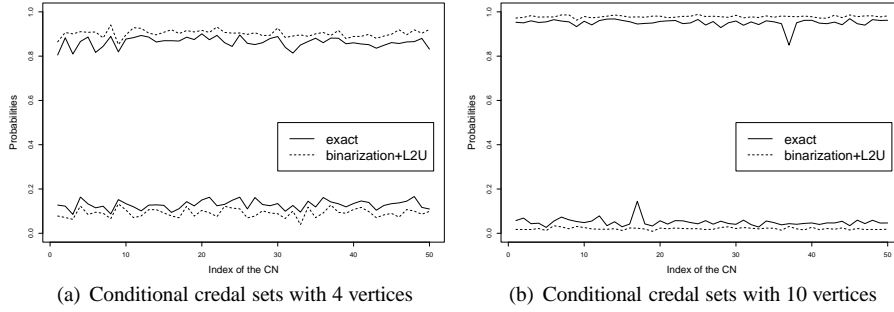 1.0
0.8
0.6
0.4
0.2
0.0
Probabilities
exact
binarization+L2U
0 10 20 30 40 50
Index of the CN
(a) Conditional credal sets with 4 vertices
1.0
0.8
0.6
0.4
0.2
0.0
Probabilities
exact
binarization+L2U
0 10 20 30 40 50
Index of the CN
(b) Conditional credal sets with 10 vertices